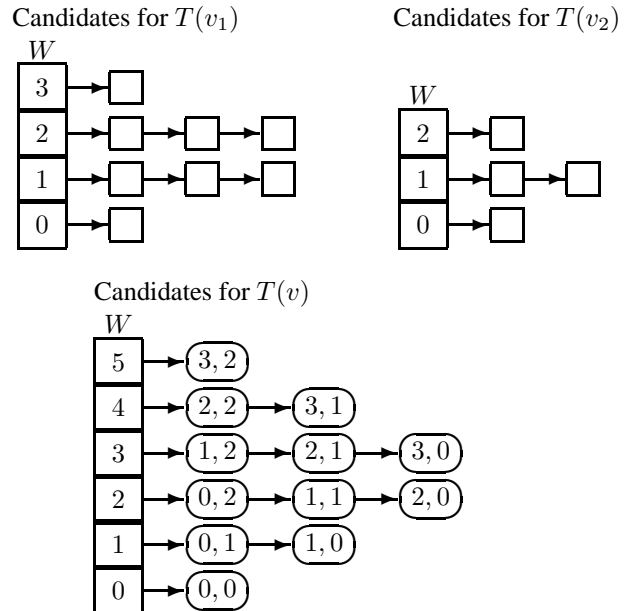 Candidates for T(v₁)
W
3
2
1
0
Candidates for T(v₂)
W
2
1
0
Candidates for T(v)
W
5 3, 2
4 2, 2 3, 1
3 1, 2 2, 1 3, 0
2 0, 2 1, 1 2, 0
1 0, 1 1, 0
0 0, 0